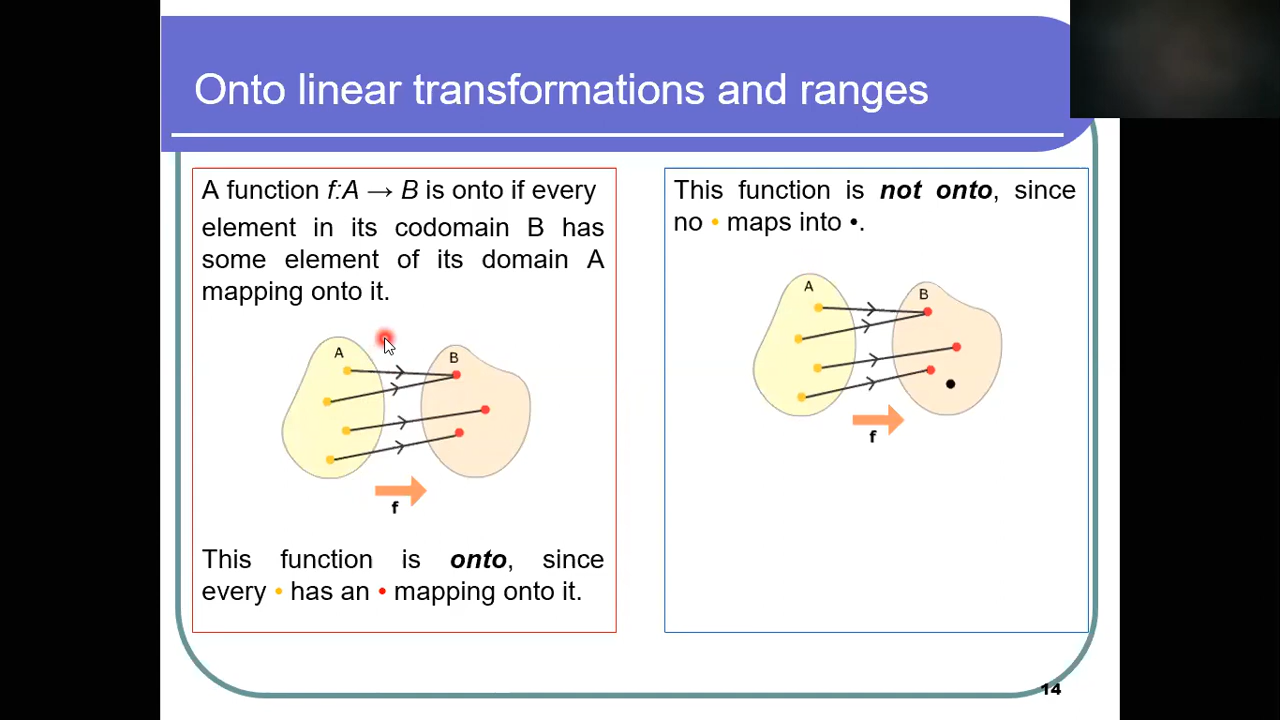 Onto linear transformations and ranges
A function f:A → B is onto if every
element in its codomain B has
some element of its domain A
mapping onto it.
A
B
f
This function is onto, since
every • has an • mapping onto it.
This function is not onto, since
no • maps into •.
A
B
f
14